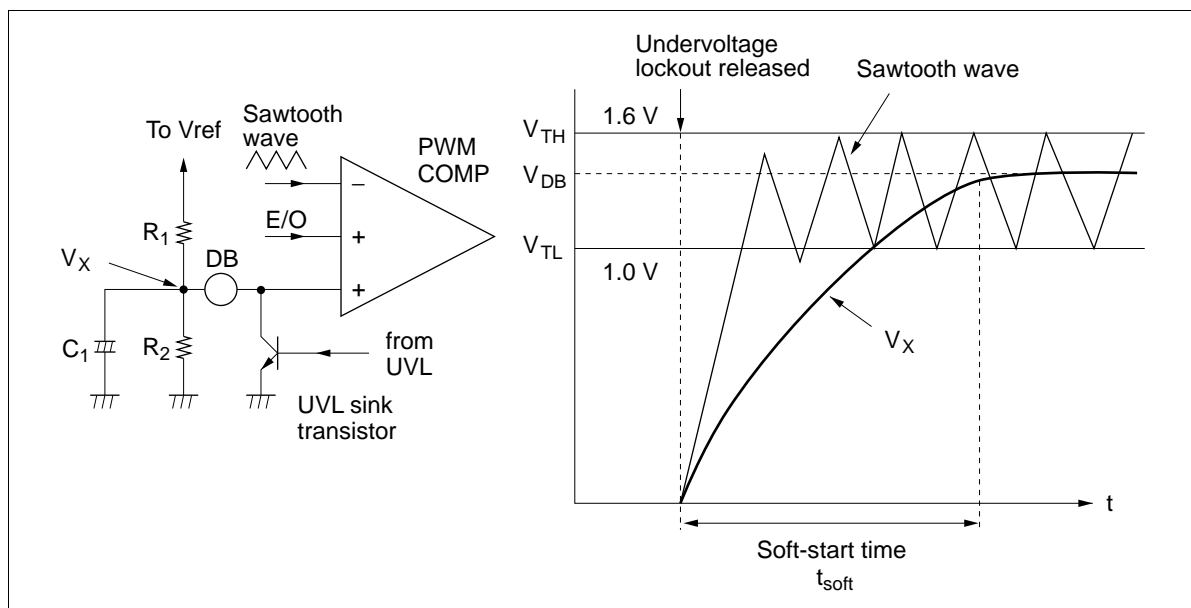 Sawtooth
wave
To Vref
PWM
COMP
−
E/O
+
R1
VX
DB
+
C1
R2
from
UVL
UVL sink
transistor
Undervoltage
lockout released
Sawtooth wave
1.6 V
VTH
VDB
VTL
1.0 V
VX
t
Soft-start time
tsoft